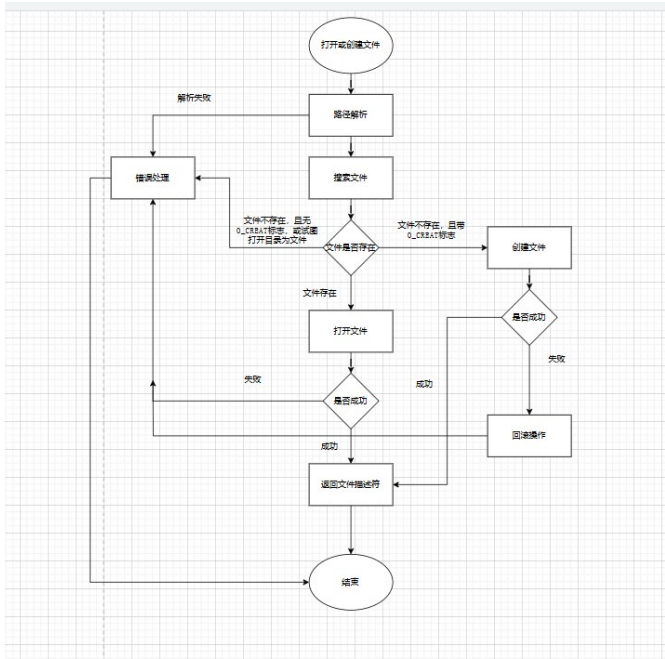 打开或创建文件
解析失败
路径解析
错误处理
搜索文件
文件不存在，且无
O_CREAT标志，或试图
打开目录为文件
文件是否存在
文件不存在，且带
O_CREAT标志
创建文件
文件存在
打开文件
是否成功
失败
失败
是否成功
成功
成功
回滚操作
返回文件描述符
结束